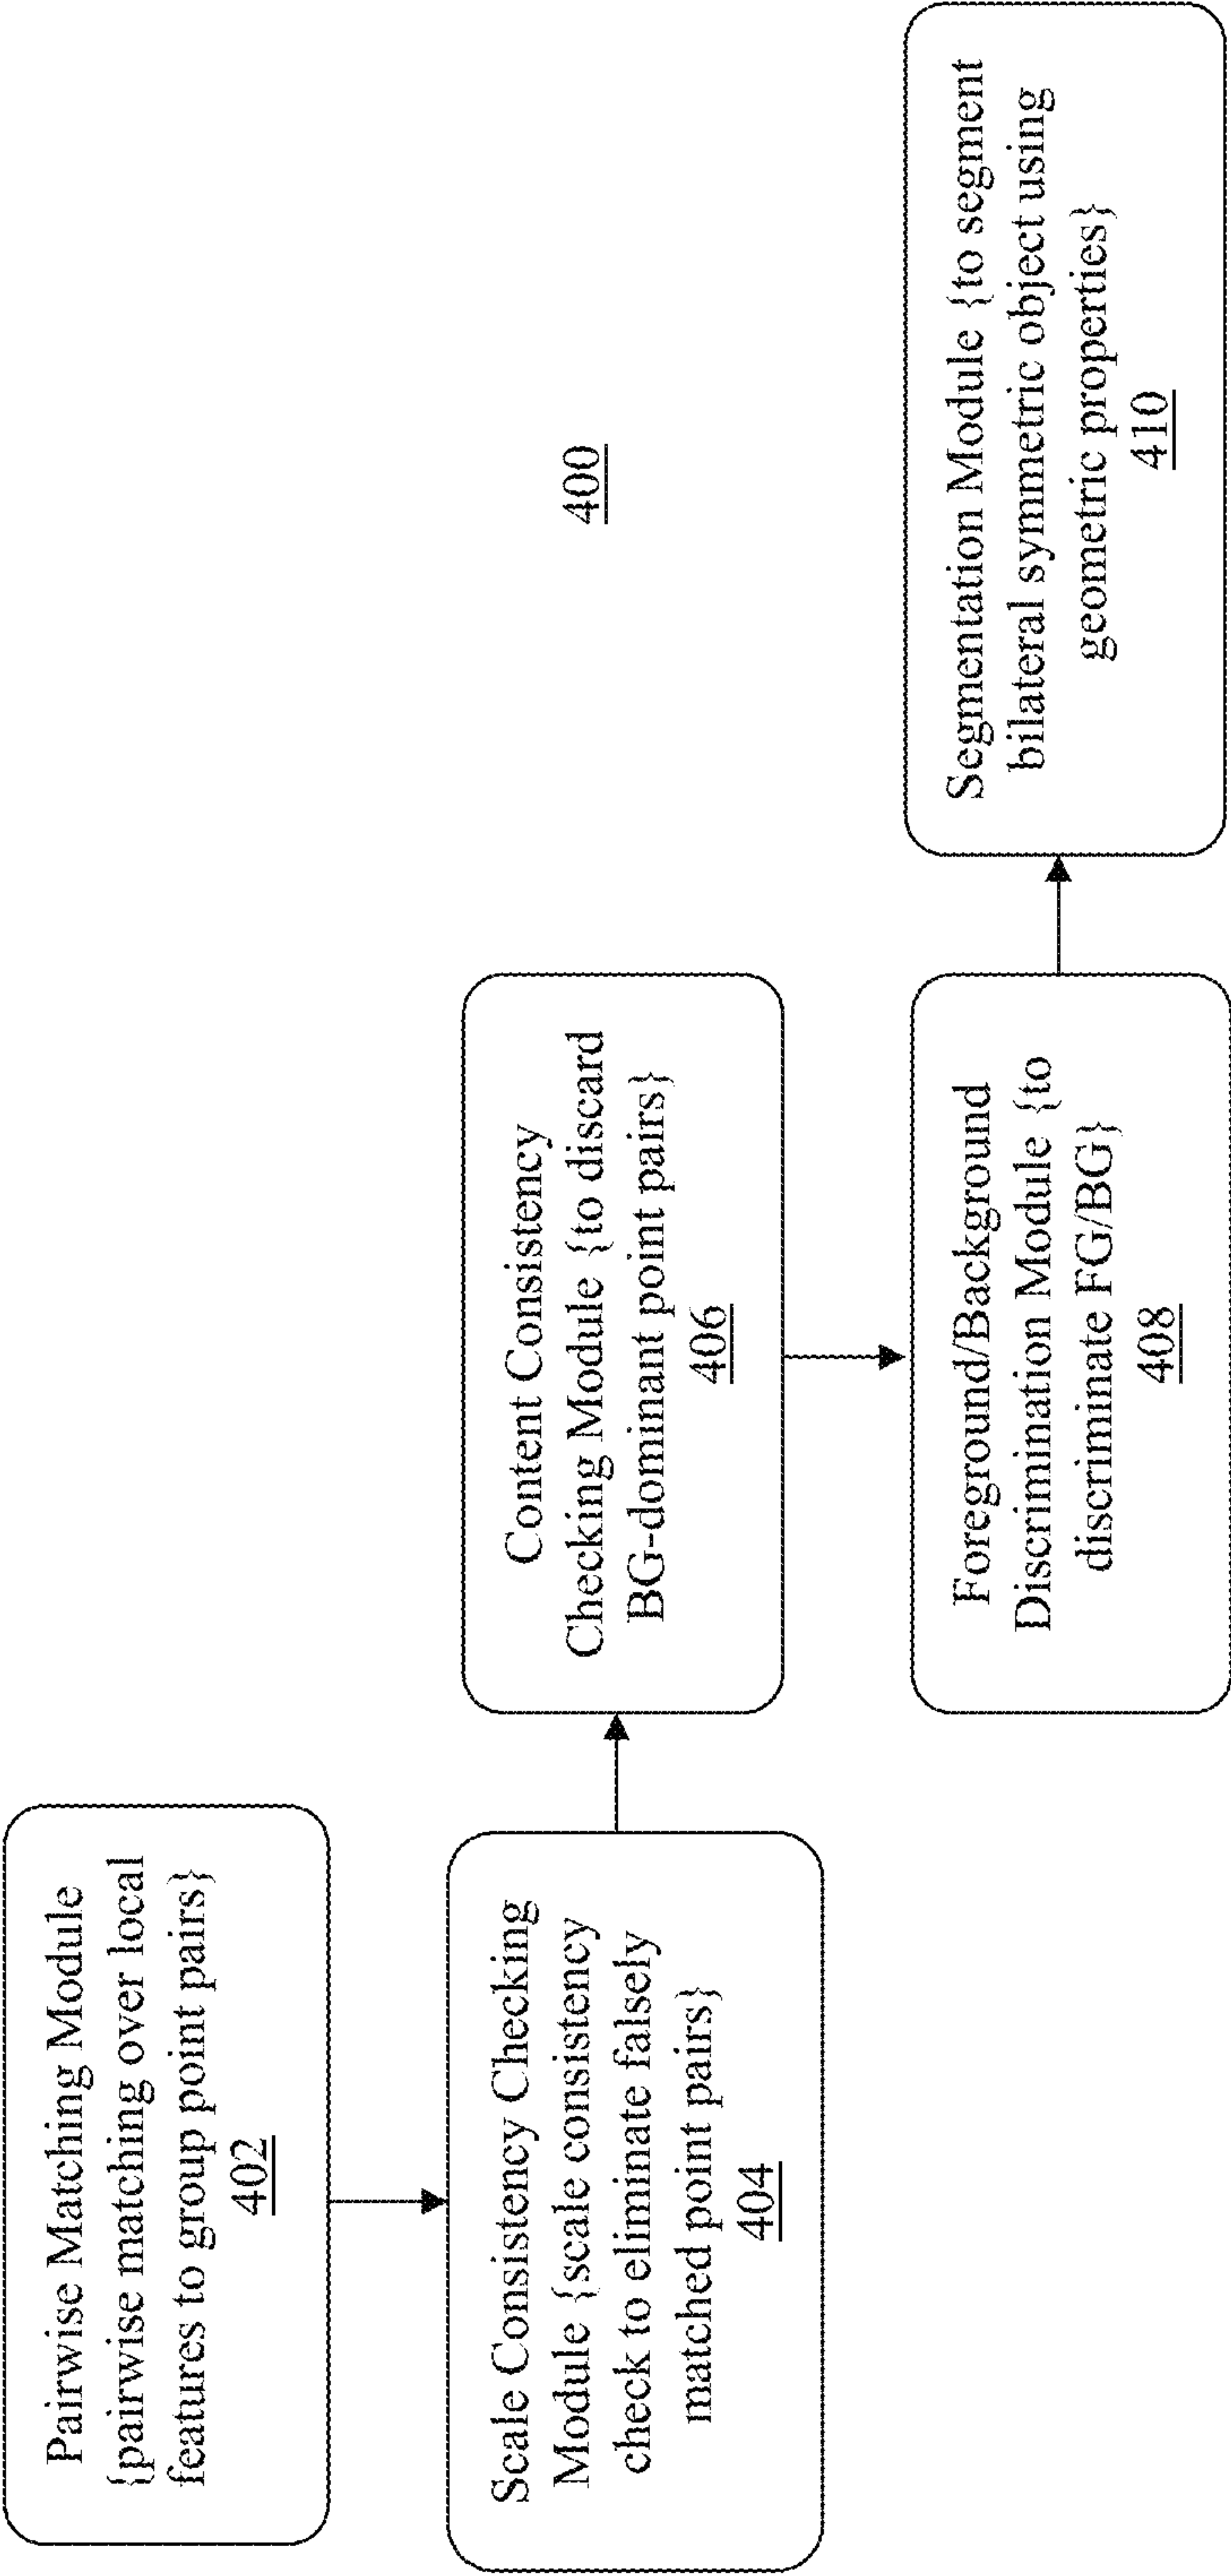 Pairwise Matching Module
{pairwise matching over local
features to group point pairs}
402
Scale Consistency Checking
Module {scale consistency
check to eliminate falsely
matched point pairs}
404
Content Consistency
Checking Module {to discard
BG-dominant point pairs}
406
Foreground/Background
Discrimination Module {to
discriminate FG/BG}
408
Segmentation Module {to segment
bilateral symmetric object using
geometric properties}
410
400